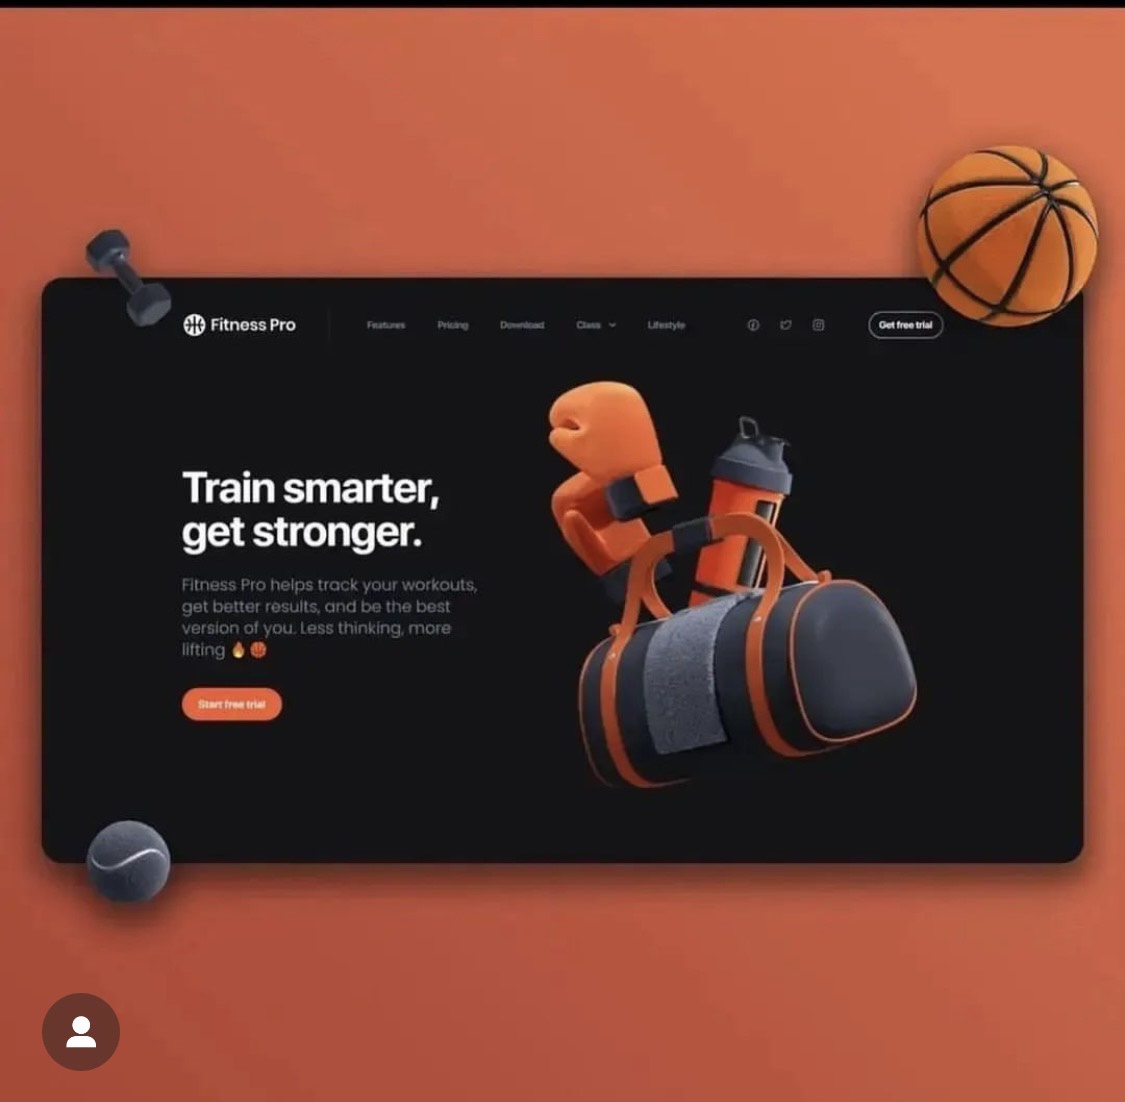 Fitness Pro
Features Pricing Download Class Lifestyle
Get free trial
Train smarter,
get stronger.
Fitness Pro helps track your workouts,
get better results, and be the best
version of you. Less thinking, more
lifting 🔥🏀
Start free trial